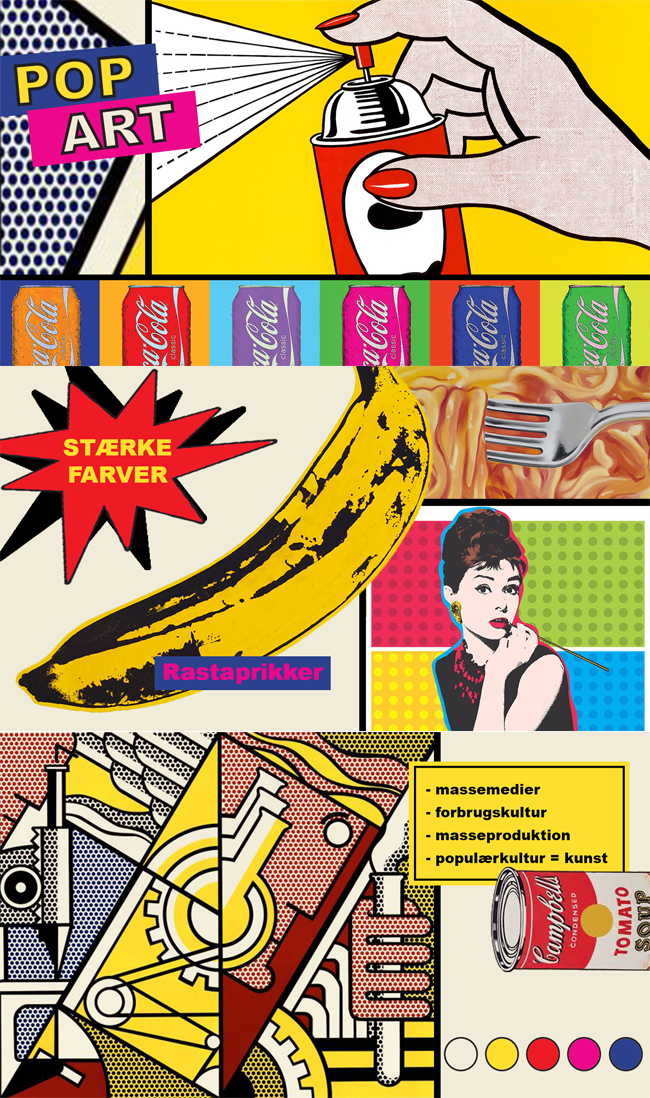 POP
ART
Coca-Cola
classic
Coca-Cola
classic
Coca-Cola
classic
Coca-Cola
classic
Coca-Cola
classic
Coca-Cola
classic
STÆRKE
FARVER
Rastaprikker
- massemedier
- forbrugskultur
- masseproduktion
- populærkultur = kunst
Campbell's
CONDENSED
TOMATO
SOUP